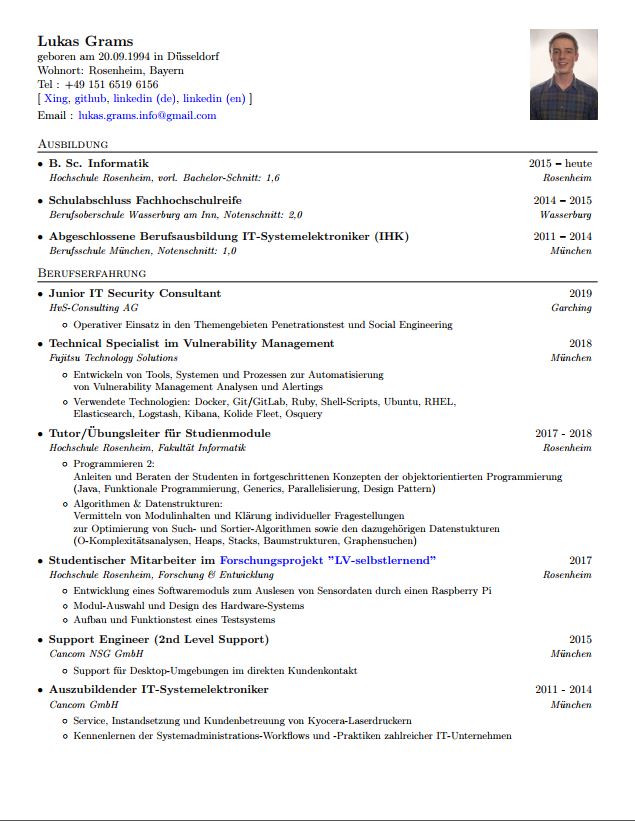 Lukas Grams
geboren am 20.09.1994 in Düsseldorf
Wohnort: Rosenheim, Bayern
Tel : +49 151 6519 6156
[ Xing, github, linkedin (de), linkedin (en) ]
Email : lukas.grams.info@gmail.com
Ausbildung
• B. Sc. Informatik 2015 – heute
Hochschule Rosenheim, vorl. Bachelor-Schnitt: 1,6 Rosenheim
• Schulabschluss Fachhochschulreife 2014 – 2015
Berufsoberschule Wasserburg am Inn, Notenschnitt: 2,0 Wasserburg
• Abgeschlossene Berufsausbildung IT-Systemelektroniker (IHK) 2011 – 2014
Berufsschule München, Notenschnitt: 1,0 München
Berufserfahrung
• Junior IT Security Consultant 2019
HvS-Consulting AG Garching
◦ Operativer Einsatz in den Themengebieten Penetrationstest und Social Engineering
• Technical Specialist im Vulnerability Management 2018
Fujitsu Technology Solutions München
◦ Entwickeln von Tools, Systemen und Prozessen zur Automatisierung
von Vulnerability Management Analysen und Alertings
◦ Verwendete Technologien: Docker, Git/GitLab, Ruby, Shell-Scripts, Ubuntu, RHEL,
Elasticsearch, Logstash, Kibana, Kolide Fleet, Osquery
• Tutor/Übungsleiter für Studienmodule 2017 - 2018
Hochschule Rosenheim, Fakultät Informatik Rosenheim
◦ Programmieren 2:
Anleiten und Beraten der Studenten in fortgeschrittenen Konzepten der objektorientierten Programmierung
(Java, Funktionale Programmierung, Generics, Parallelisierung, Design Pattern)
◦ Algorithmen & Datenstrukturen:
Vermitteln von Modulinhalten und Klärung individueller Fragestellungen
zur Optimierung von Such- und Sortier-Algorithmen sowie den dazugehörigen Datenstukturen
(O-Komplexitätsanalysen, Heaps, Stacks, Baumstrukturen, Graphensuchen)
• Studentischer Mitarbeiter im Forschungsprojekt ”LV-selbstlernend” 2017
Hochschule Rosenheim, Forschung & Entwicklung Rosenheim
◦ Entwicklung eines Softwaremoduls zum Auslesen von Sensordaten durch einen Raspberry Pi
◦ Modul-Auswahl und Design des Hardware-Systems
◦ Aufbau und Funktionstest eines Testsystems
• Support Engineer (2nd Level Support) 2015
Cancom NSG GmbH München
◦ Support für Desktop-Umgebungen im direkten Kundenkontakt
• Auszubildender IT-Systemelektroniker 2011 - 2014
Cancom GmbH München
◦ Service, Instandsetzung und Kundenbetreuung von Kyocera-Laserdruckern
◦ Kennenlernen der Systemadministrations-Workflows und -Praktiken zahlreicher IT-Unternehmen